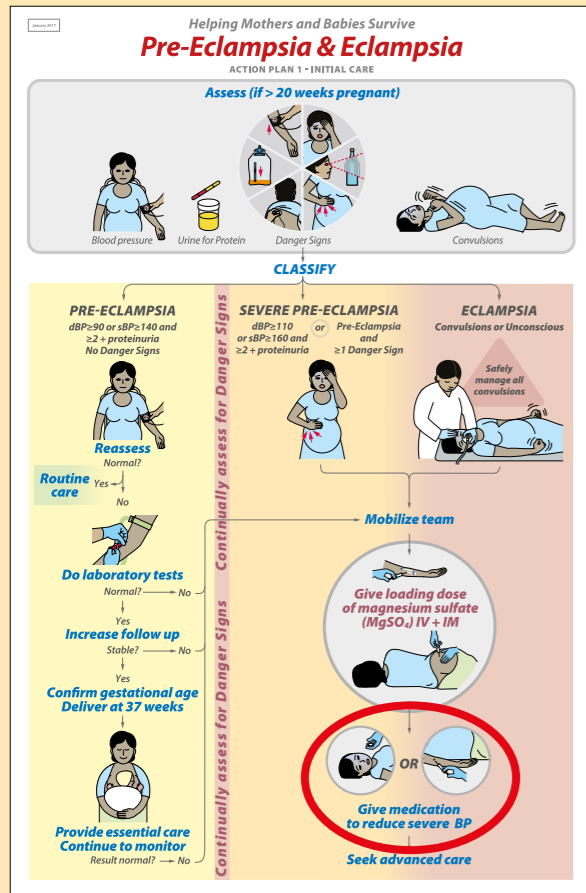 January 2017
Helping Mothers and Babies Survive
Pre-Eclampsia & Eclampsia
ACTION PLAN 1 - INITIAL CARE
Assess (if > 20 weeks pregnant)
Blood pressure
Urine for Protein
Danger Signs
Convulsions
CLASSIFY
PRE-ECLAMPSIA
dBP≥90 or sBP≥140 and
≥2 + proteinuria
No Danger Signs
Reassess
Normal?
Yes
Routine
care
No
Do laboratory tests
Normal?
No
Yes
Increase follow up
Stable?
No
Yes
Confirm gestational age
Deliver at 37 weeks
Provide essential care
Continue to monitor
Result normal?
No
Continually assess for Danger Signs
Continually assess for Danger Signs
SEVERE PRE-ECLAMPSIA
dBP≥110
or sBP≥160 and
≥2 + proteinuria
or
Pre-Eclampsia
and
≥1 Danger Sign
ECLAMPSIA
Convulsions or Unconscious
Safely
manage all
convulsions
Mobilize team
Give loading dose
of magnesium sulfate
(MgSO₄) IV + IM
OR
Give medication
to reduce severe BP
Seek advanced care